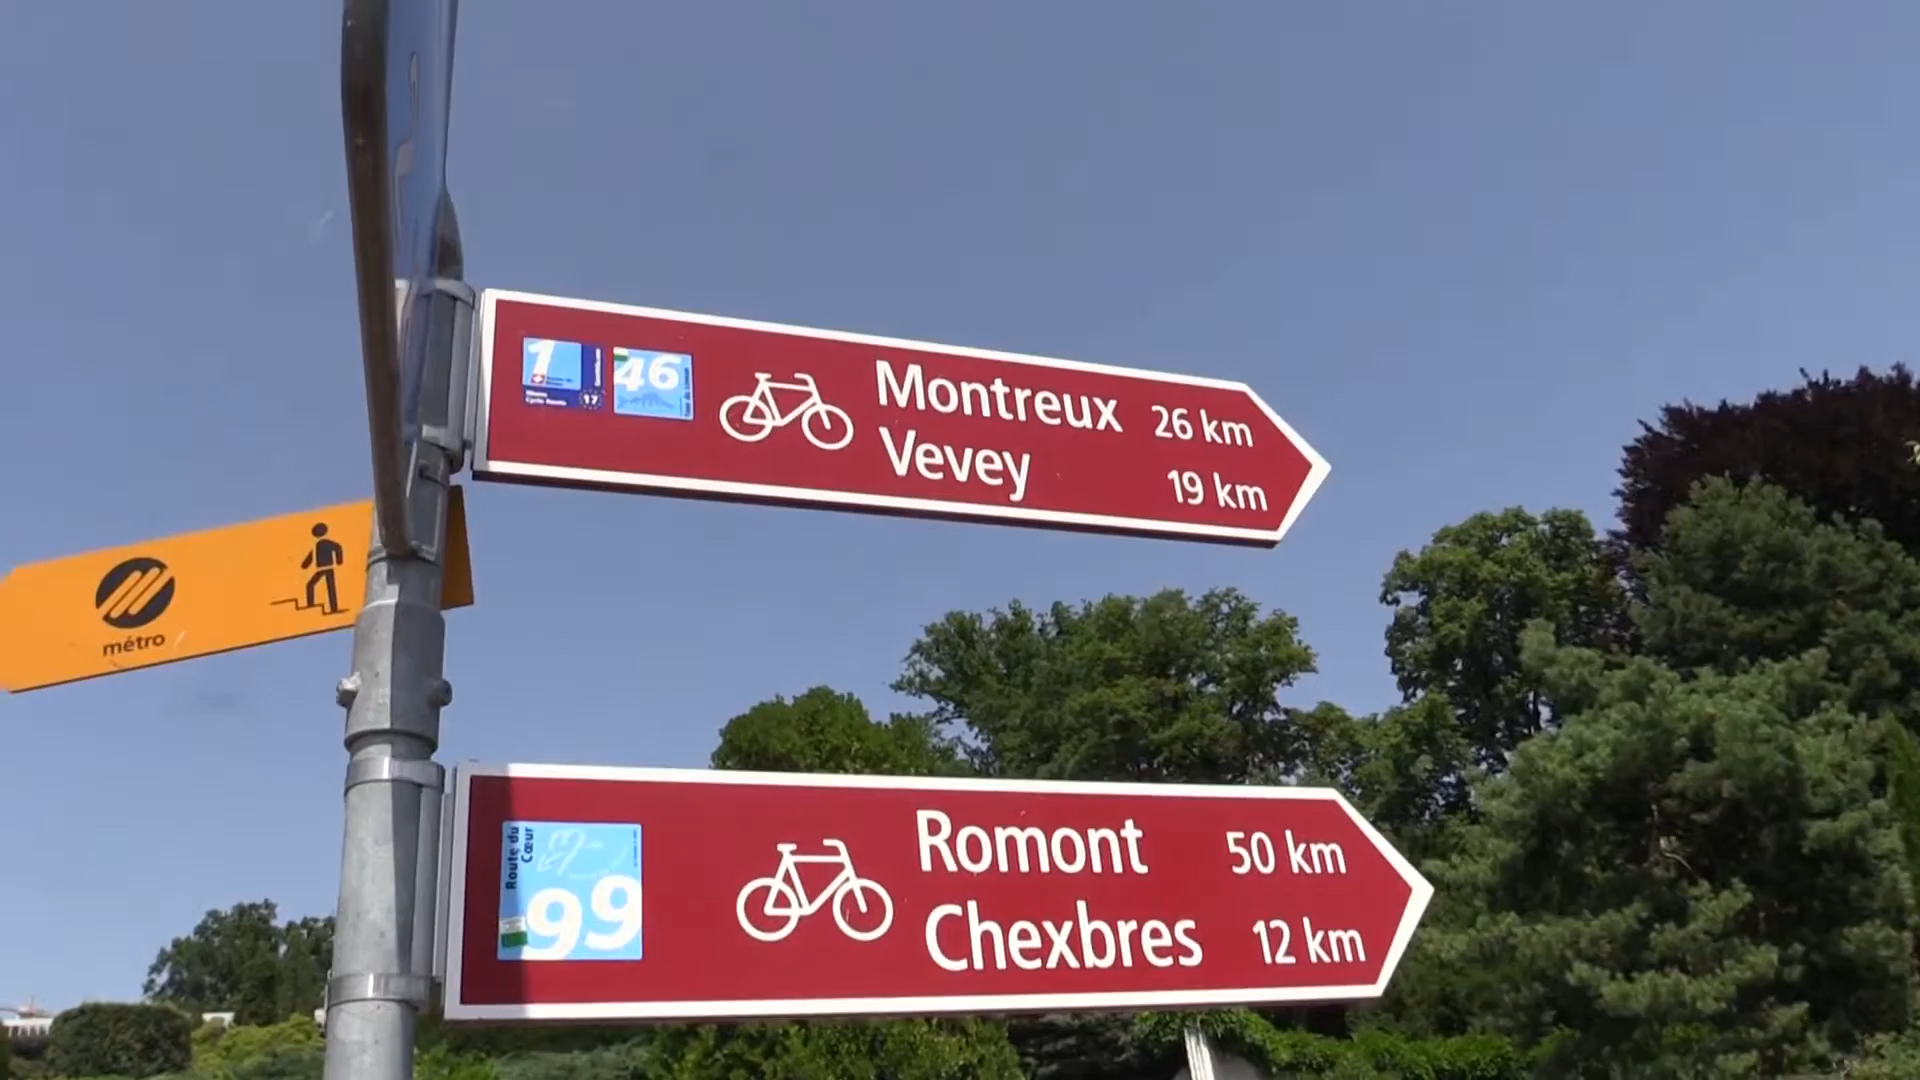 1
17
46
Montreux 26 km
Vevey 19 km
métro
Route du
Cœur
99
Romont 50 km
Chexbres 12 km